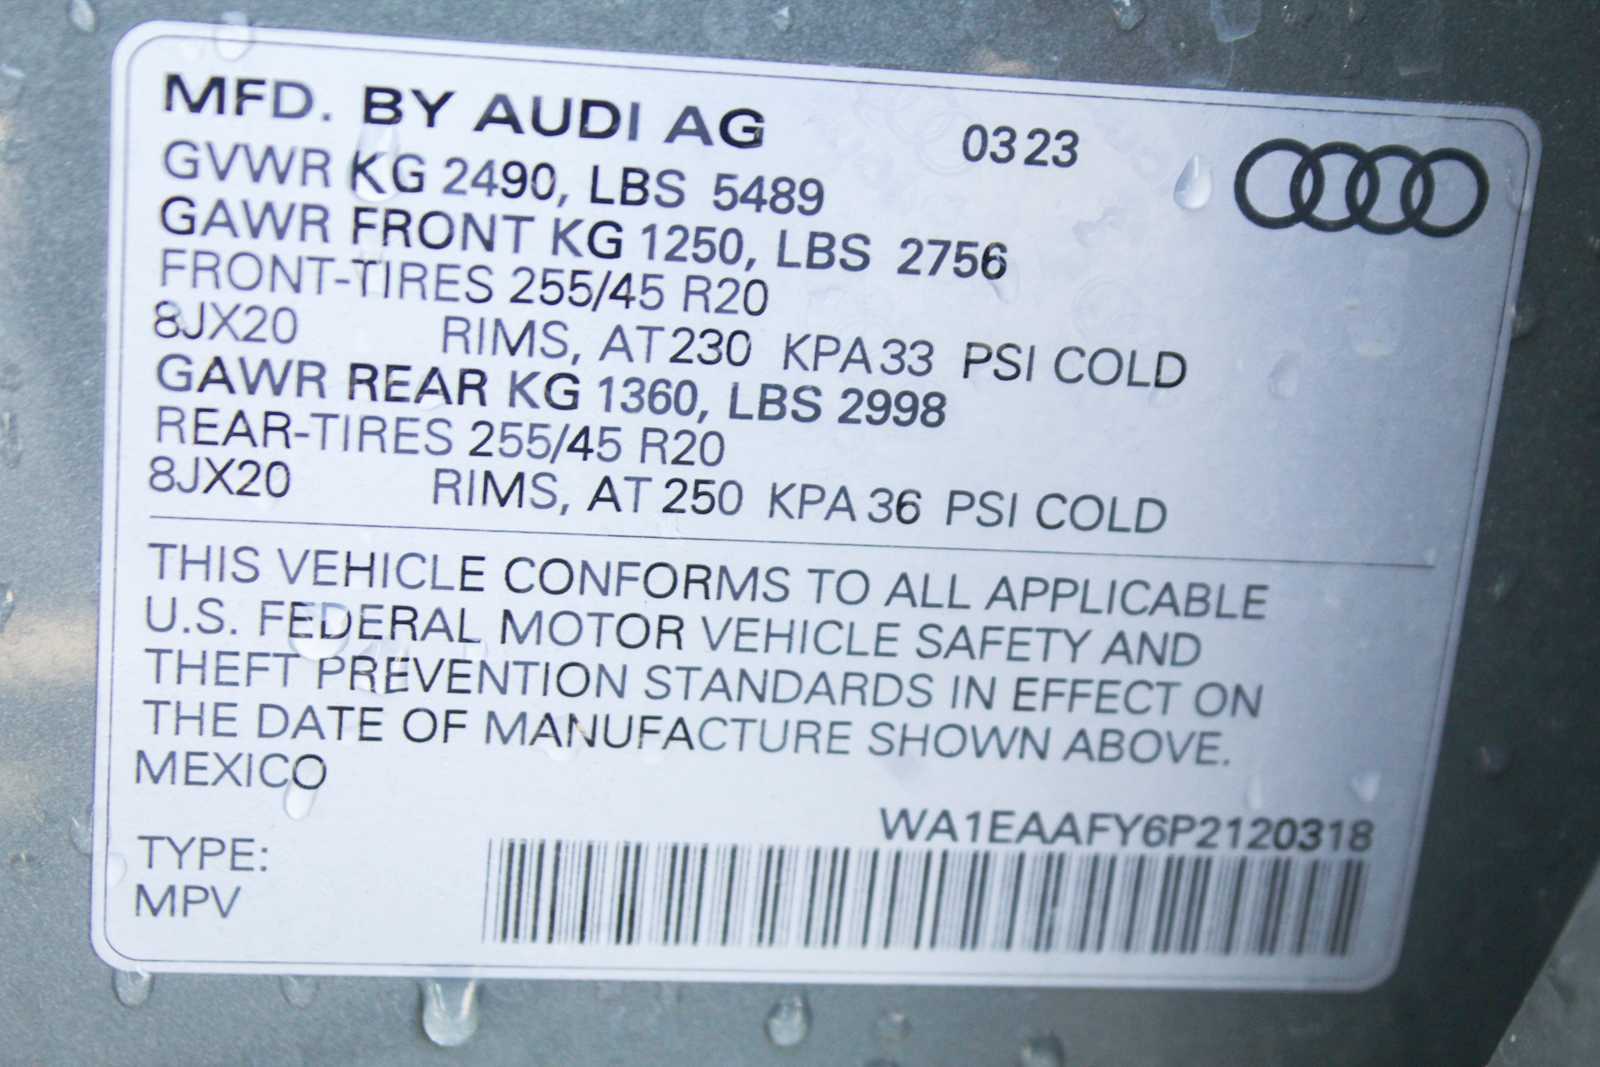 MFD. BY AUDI AG 03 23
GVWR KG 2490, LBS 5489
GAWR FRONT KG 1250, LBS 2756
FRONT-TIRES 255/45 R20
8JX20 RIMS, AT 230 KPA 33 PSI COLD
GAWR REAR KG 1360, LBS 2998
REAR-TIRES 255/45 R20
8JX20 RIMS, AT 250 KPA 36 PSI COLD
THIS VEHICLE CONFORMS TO ALL APPLICABLE
U.S. FEDERAL MOTOR VEHICLE SAFETY AND
THEFT PREVENTION STANDARDS IN EFFECT ON
THE DATE OF MANUFACTURE SHOWN ABOVE.
MEXICO
WA1EAAFY6P2120318
TYPE:
MPV